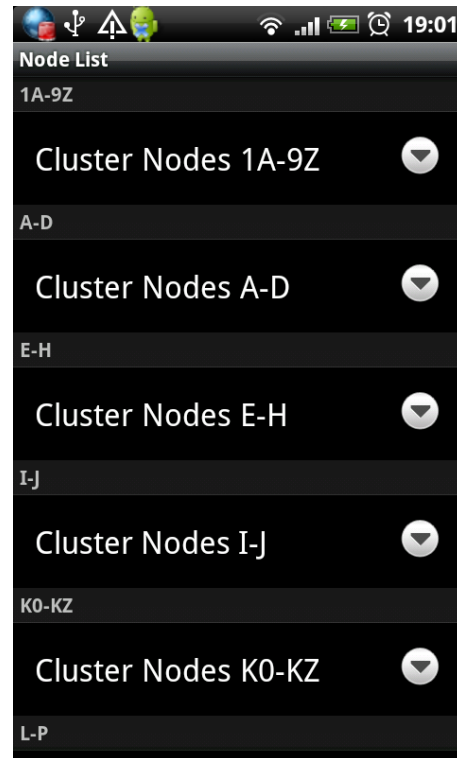 19:01
Node List
1A-9Z
Cluster Nodes 1A-9Z
A-D
Cluster Nodes A-D
E-H
Cluster Nodes E-H
I-J
Cluster Nodes I-J
K0-KZ
Cluster Nodes K0-KZ
L-P